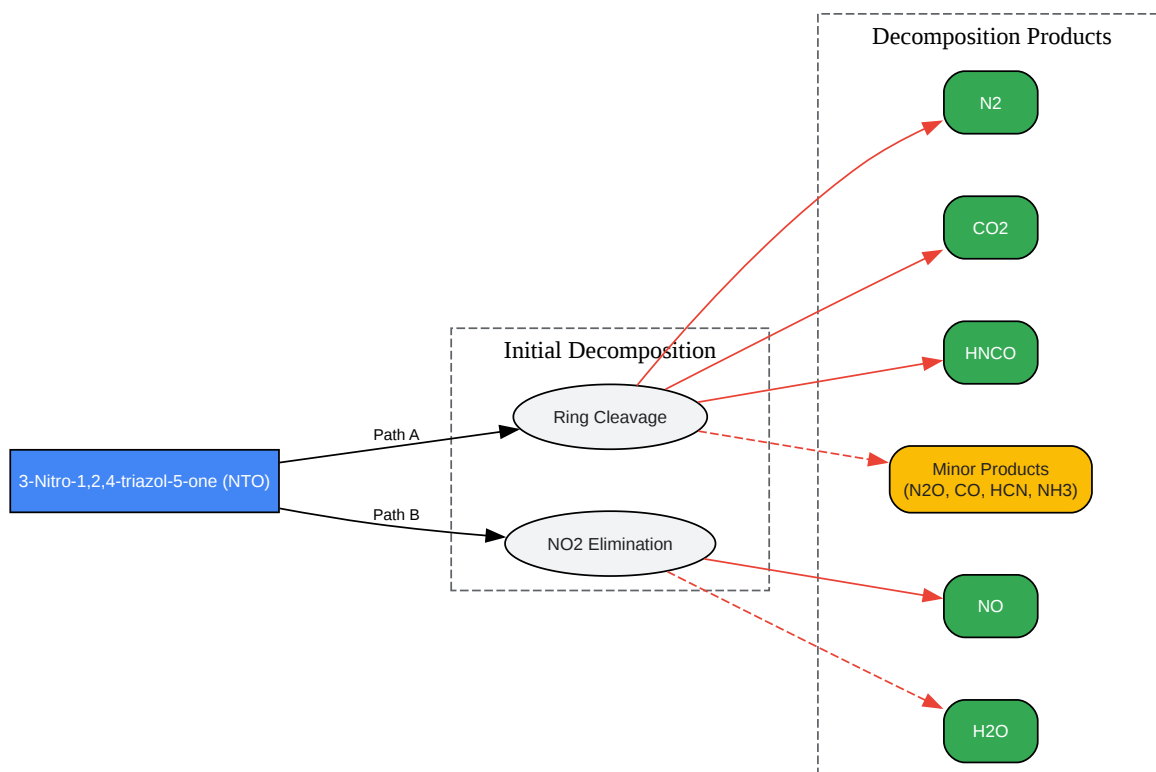 Decomposition Products
N2
CO2
HNCO
Initial Decomposition
Ring Cleavage
Path A
3-Nitro-1,2,4-triazol-5-one (NTO)
Minor Products
(N2O, CO, HCN, NH3)
Path B
NO2 Elimination
NO
H2O